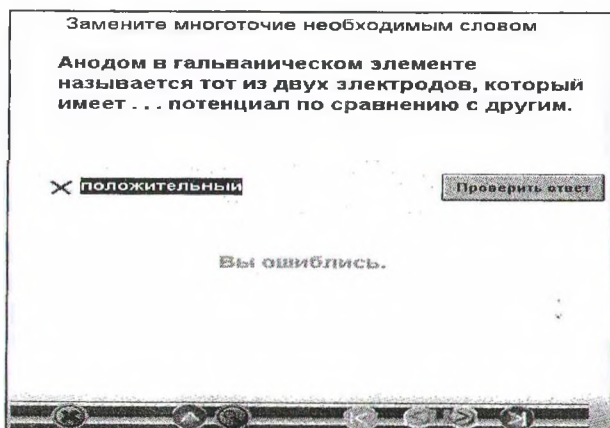 Замените многоточие необходимым словом
Анодом в гальваническом элементе
называется тот из двух электродов, который
имеет . . . потенциал по сравнению с другим.
положительный
Проверить ответ
Вы ошиблись.